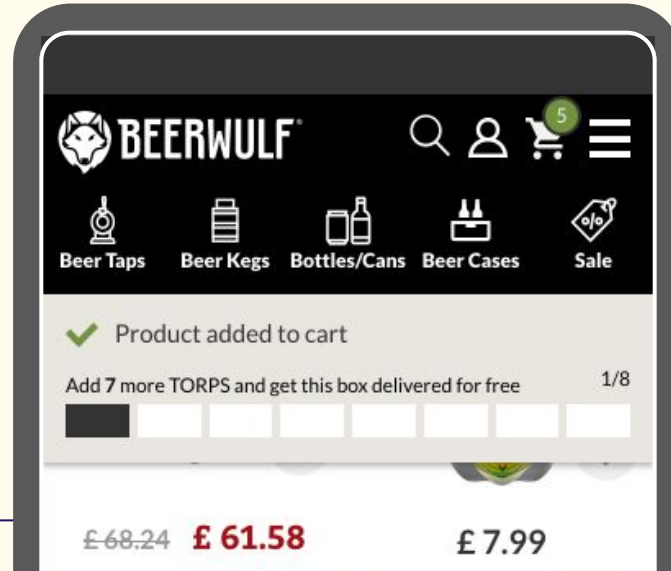 BEERWULF
5
Beer Taps Beer Kegs Bottles/Cans Beer Cases Sale
Product added to cart
Add 7 more TORPS and get this box delivered for free 1/8
£ 68.24 £ 61.58 £ 7.99